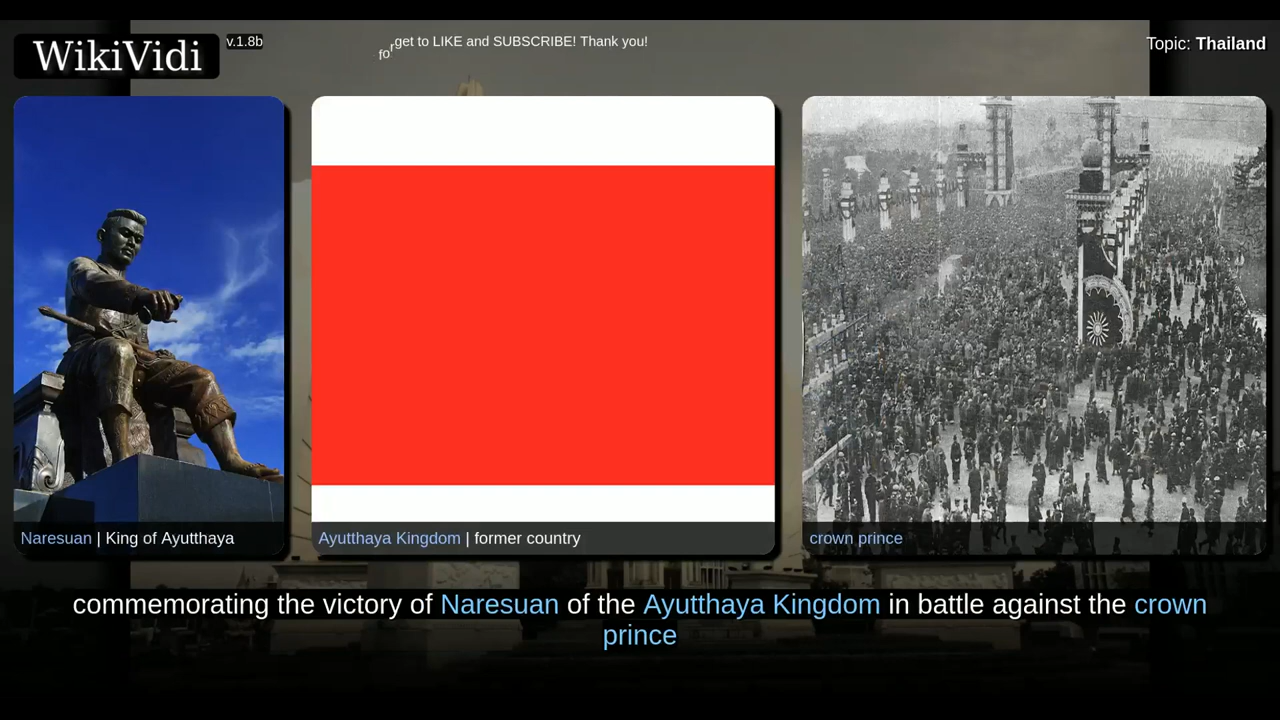 WikiVidi
v.1.8b
forget to LIKE and SUBSCRIBE! Thank you!
Topic: Thailand
Naresuan | King of Ayutthaya
Ayutthaya Kingdom | former country
crown prince
commemorating the victory of Naresuan of the Ayutthaya Kingdom in battle against the crown
prince